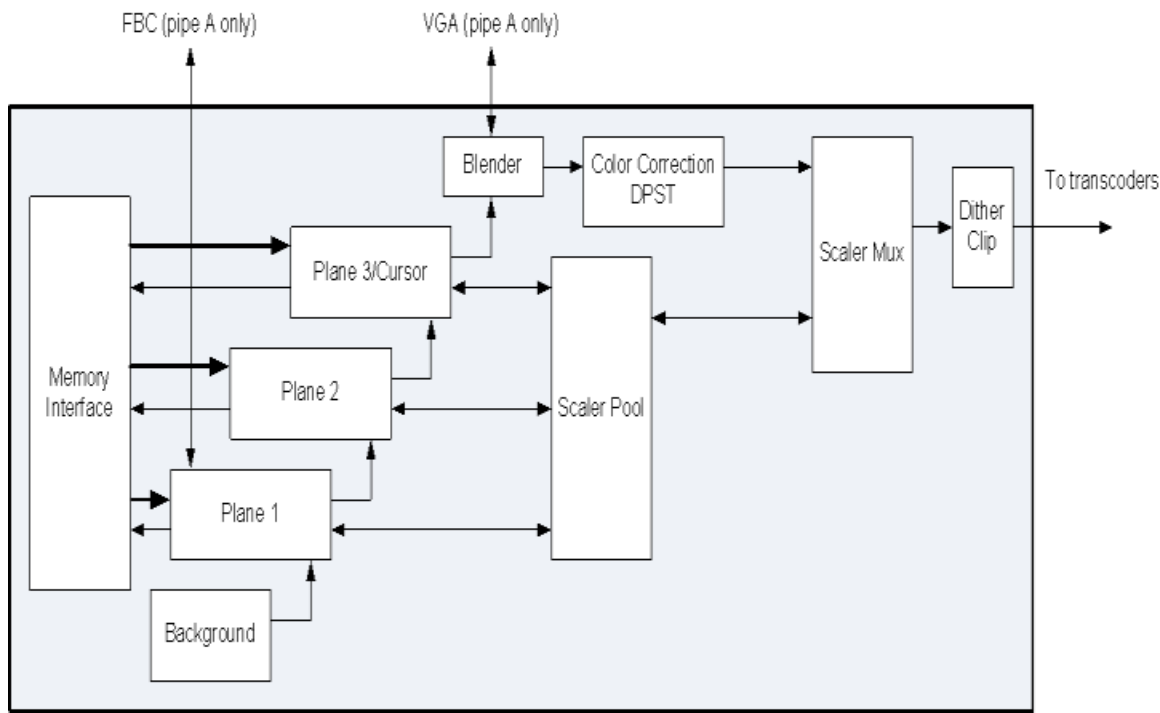 FBC (pipe A only)
VGA (pipe A only)
Blender
Color Correction
DPST
Scaler Mux
Dither
Clip
To transcoders
Plane 3/Cursor
Memory
Interface
Plane 2
Scaler Pool
Plane 1
Background